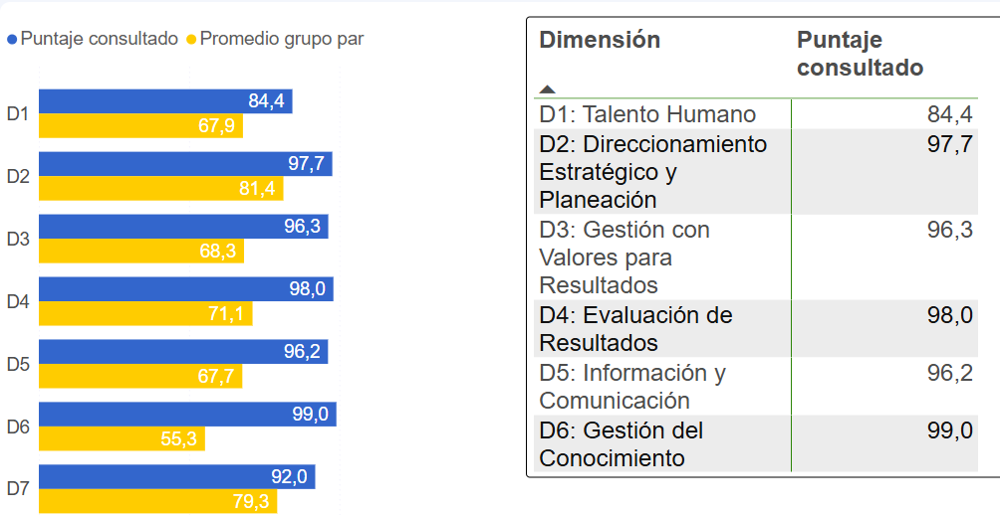 Puntaje consultado Promedio grupo par
D1
84,4
67,9
D2
97,7
81,4
D3
96,3
68,3
D4
98,0
71,1
D5
96,2
67,7
D6
99,0
55,3
D7
92,0
79,3
Dimensión
Puntaje
consultado
D1: Talento Humano 84,4
D2: Direccionamiento 97,7
Estratégico y
Planeación
D3: Gestión con 96,3
Valores para
Resultados
D4: Evaluación de 98,0
Resultados
D5: Información y 96,2
Comunicación
D6: Gestión del 99,0
Conocimiento